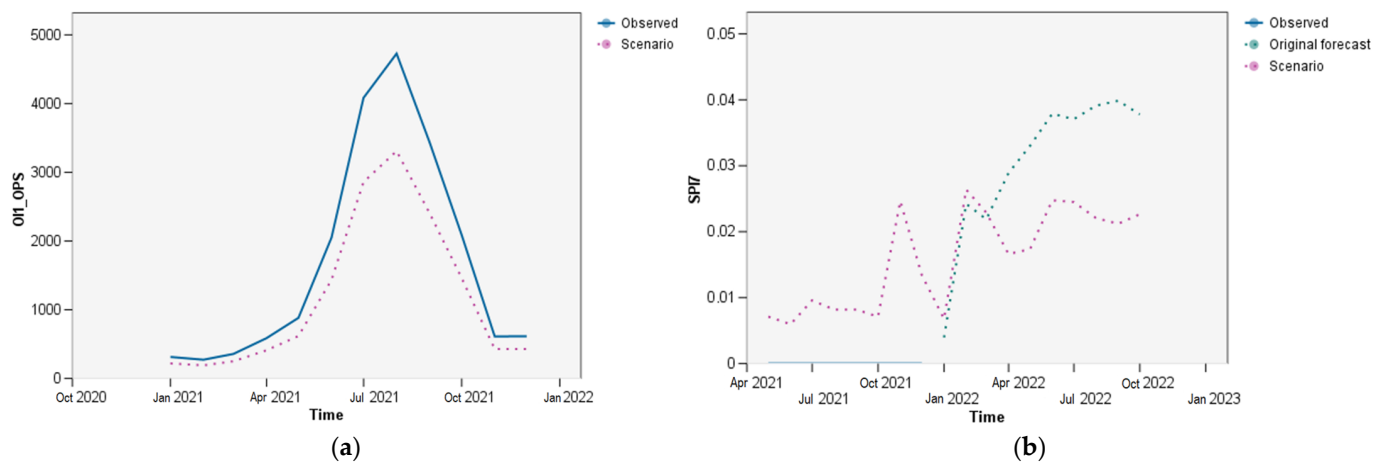 5000
4000
3000
2000
1000
0
OI1_OPS
Oct 2020
Jan 2021
Apr 2021
Jul 2021
Oct 2021
Jan 2022
Time
Observed
Scenario
(a)
0.05
0.04
0.03
0.02
0.01
0
SPI7
Apr 2021
Jul 2021
Oct 2021
Jan 2022
Apr 2022
Jul 2022
Oct 2022
Jan 2023
Time
Observed
Original forecast
Scenario
(b)